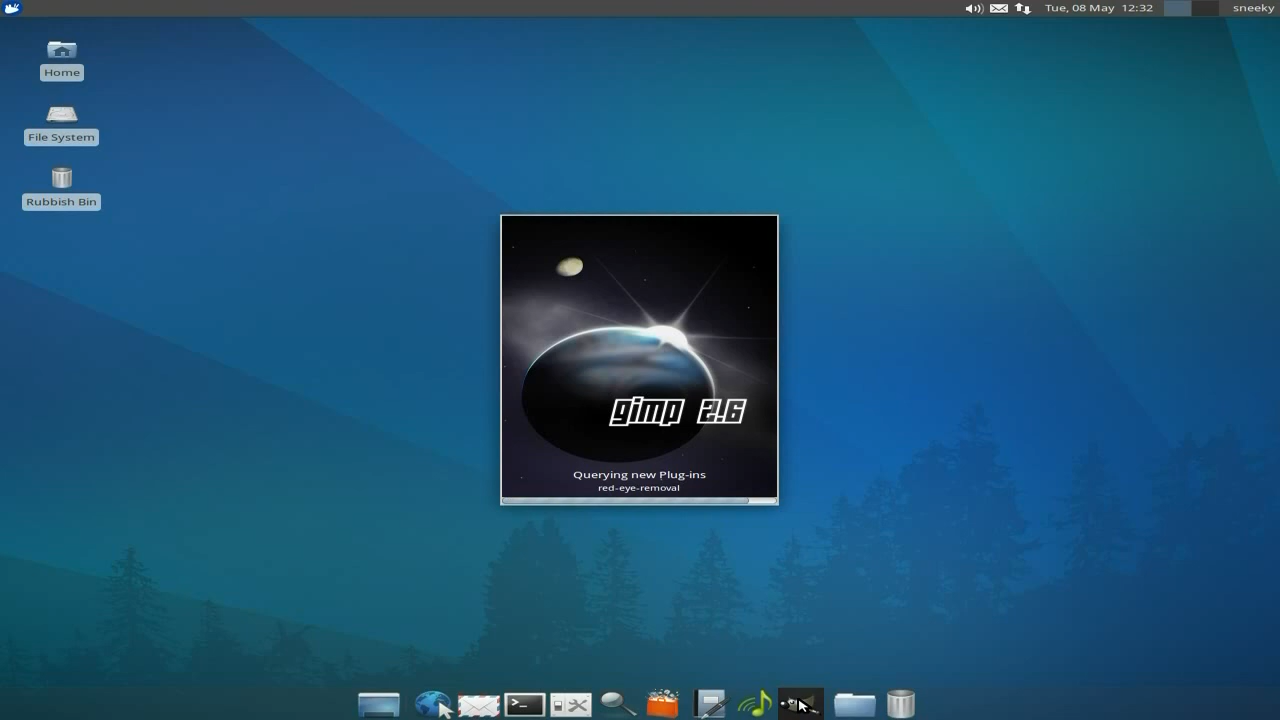 Tue, 08 May 12:32
sneeky
Home
File System
Rubbish Bin
gimp 2.6
Querying new Plug-ins
red-eye-removal
>_